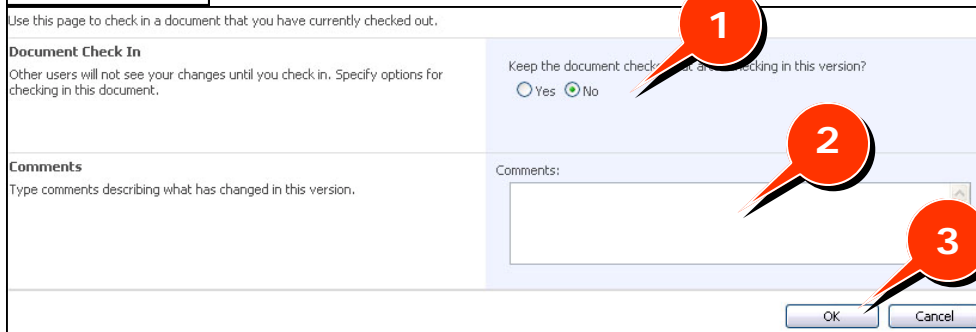 Use this page to check in a document that you have currently checked out.
1
Document Check In
Other users will not see your changes until you check in. Specify options for
checking in this document.
Keep the document checking in this version?
Yes No
2
Comments
Type comments describing what has changed in this version.
Comments:
3
OK Cancel